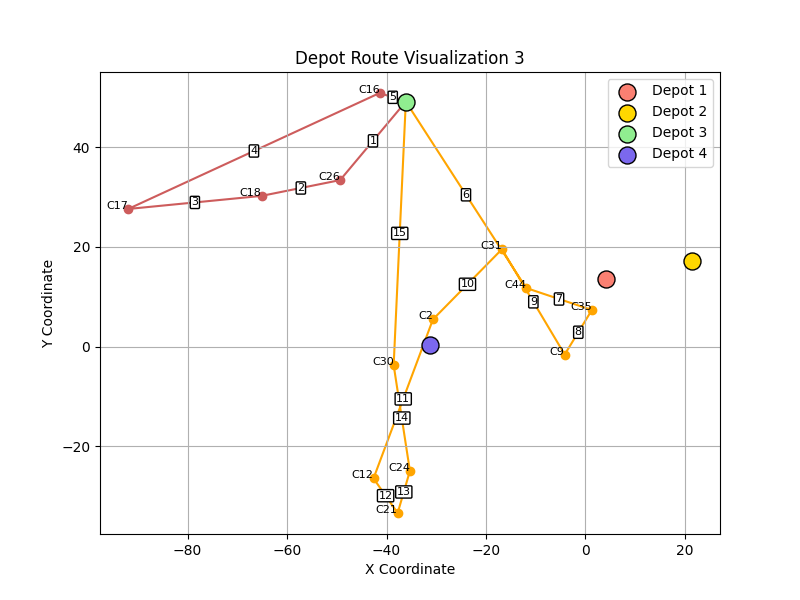 Depot Route Visualization 3
Depot 1
Depot 2
Depot 3
Depot 4
C16
5
1
4
C26
C18
2
C17
3
6
15
C31
10
C44
9
7
C35
8
C9
C2
C30
11
14
C12
C24
12
13
C21
40
20
0
−20
−80
−60
−40
−20
0
20
X Coordinate
Y Coordinate